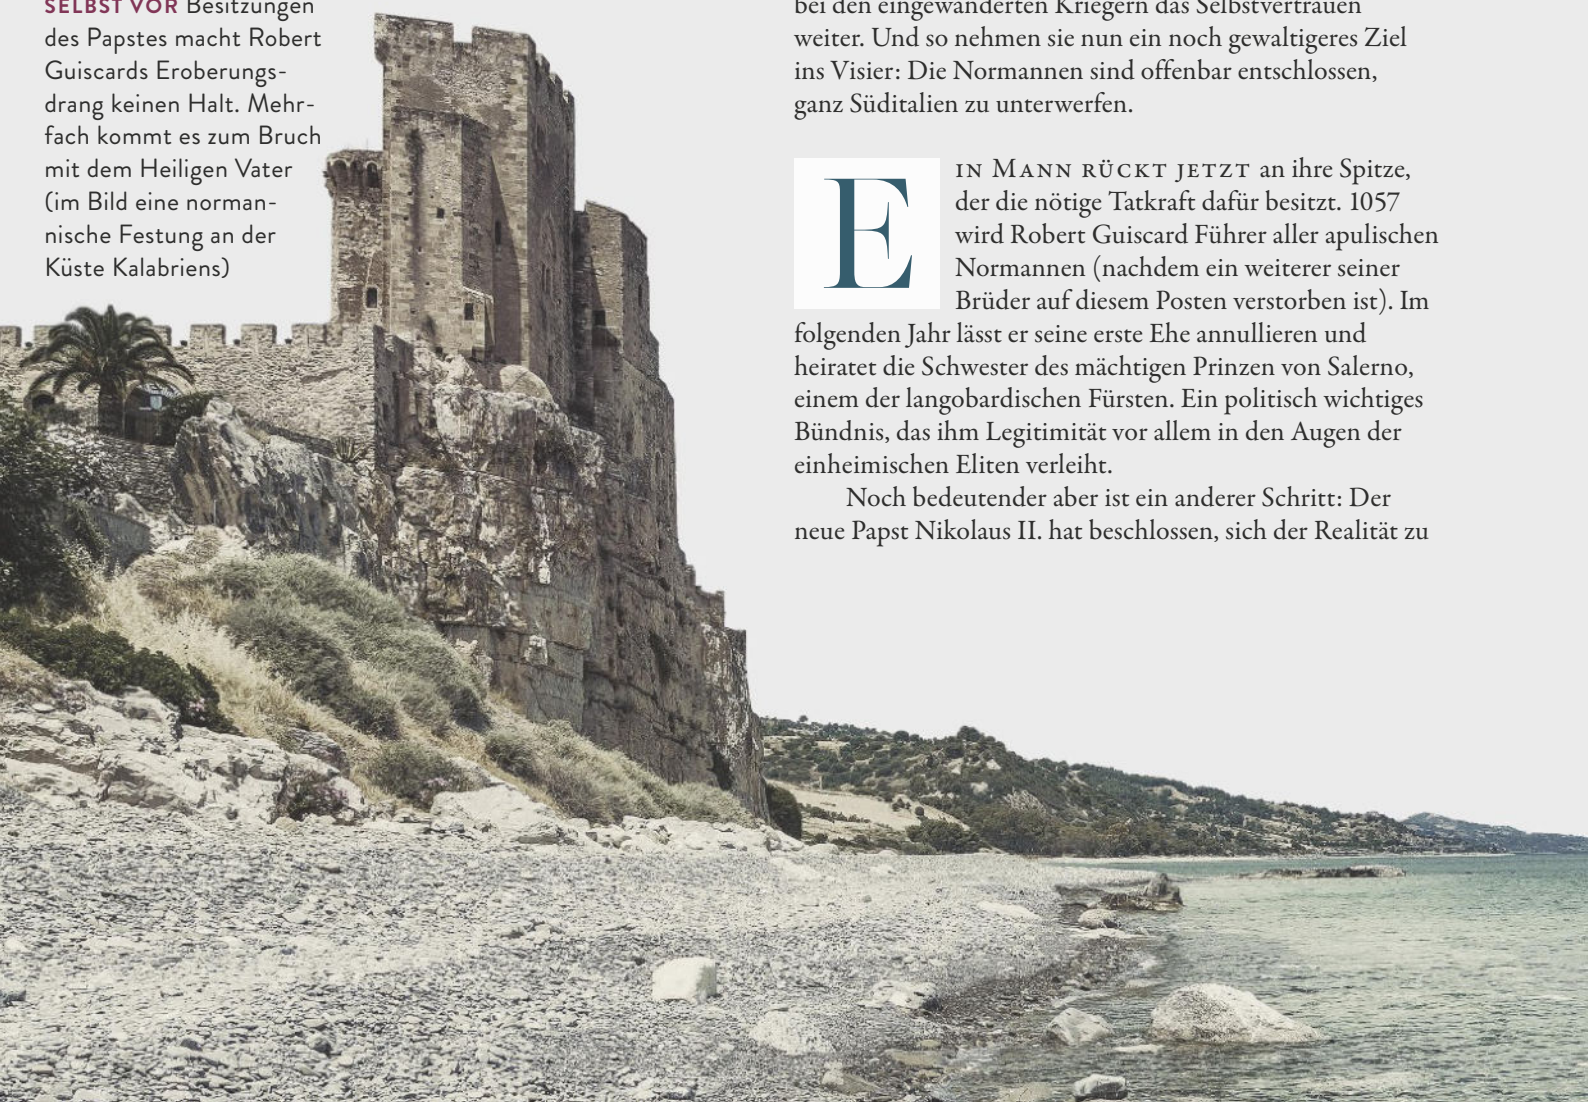 SELBST VOR Besitzungen
des Papstes macht Robert
Guiscards Eroberungs-
drang keinen Halt. Mehr-
fach kommt es zum Bruch
mit dem Heiligen Vater
(im Bild eine norman-
nische Festung an der
Küste Kalabriens)
bei den eingewanderten Kriegern das Selbstvertrauen
weiter. Und so nehmen sie nun ein noch gewaltigeres Ziel
ins Visier: Die Normannen sind offenbar entschlossen,
ganz Süditalien zu unterwerfen.
EIN MANN RÜCKT JETZT an ihre Spitze,
der die nötige Tatkraft dafür besitzt. 1057
wird Robert Guiscard Führer aller apulischen
Normannen (nachdem ein weiterer seiner
Brüder auf diesem Posten verstorben ist). Im
folgenden Jahr lässt er seine erste Ehe annullieren und
heiratet die Schwester des mächtigen Prinzen von Salerno,
einem der langobardischen Fürsten. Ein politisch wichtiges
Bündnis, das ihm Legitimität vor allem in den Augen der
einheimischen Eliten verleiht.
Noch bedeutender aber ist ein anderer Schritt: Der
neue Papst Nikolaus II. hat beschlossen, sich der Realität zu